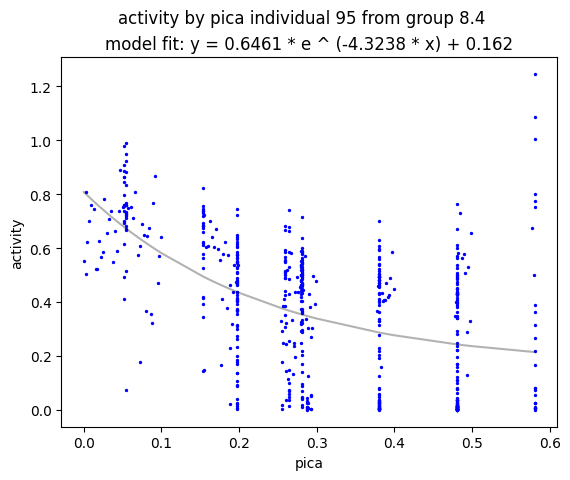 activity by pica individual 95 from group 8.4
model fit: y = 0.6461 * e ^ (-4.3238 * x) + 0.162
1.2
1.0
0.8
0.6
0.4
0.2
0.0
activity
0.0 0.1 0.2 0.3 0.4 0.5 0.6
pica